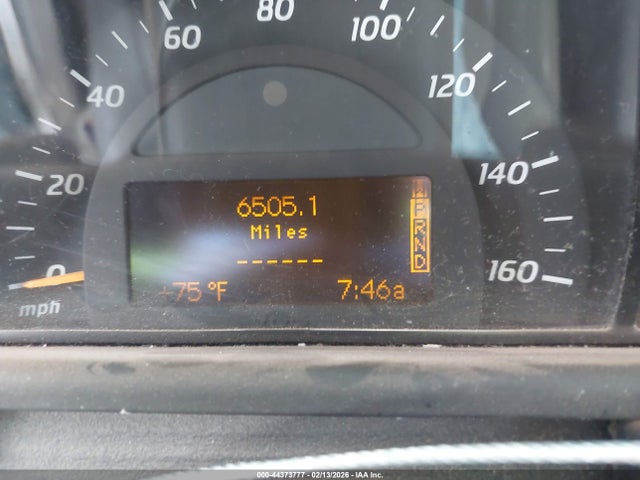 80
60
100
40
120
20
140
0
160
mph
6505.1
Miles
------
+75°F
7:46a
W
P
R
N
D
00-44373777 - 02/13/2026 - IAA Inc.